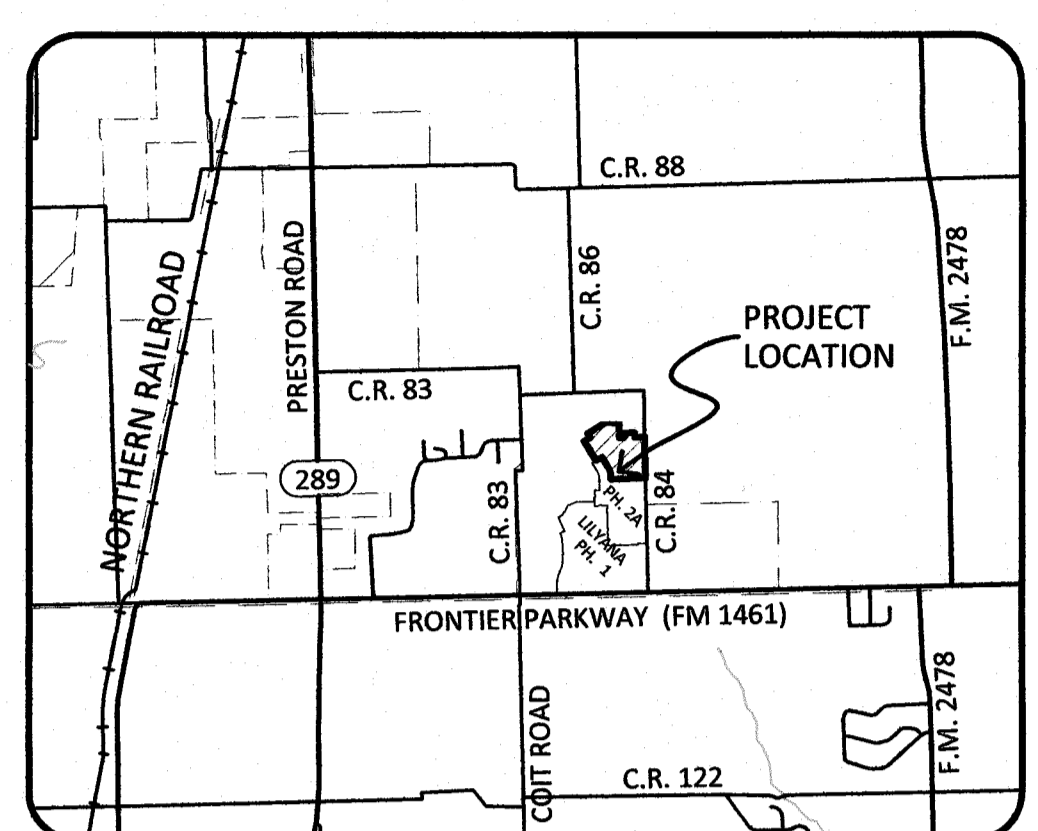 C.R. 88
NORTHERN RAILROAD
PRESTON ROAD
C.R. 86
F.M. 2478
PROJECT
LOCATION
C.R. 83
289
C.R. 83
PH. 2A
LILYANA
PH. 1
C.R. 84
FRONTIER PARKWAY (FM 1461)
COIT ROAD
F.M. 2478
C.R. 122